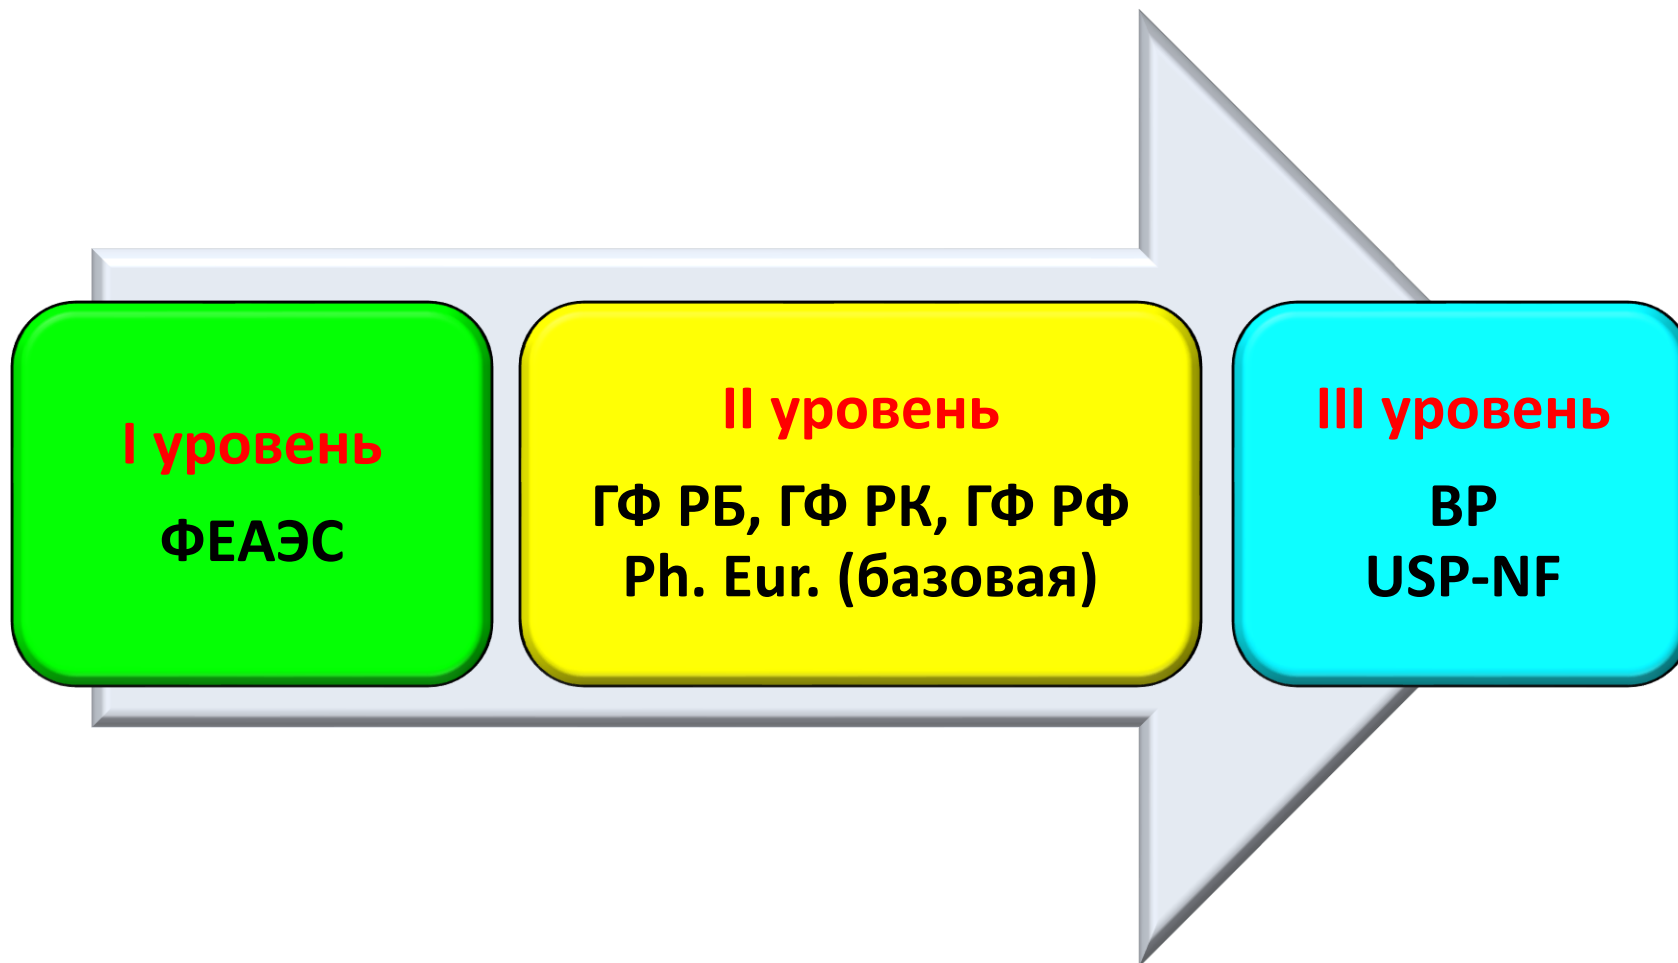 I уровень
ФЕАЭС
II уровень
ГФ РБ, ГФ РК, ГФ РФ
Ph. Eur. (базовая)
III уровень
BP
USP-NF